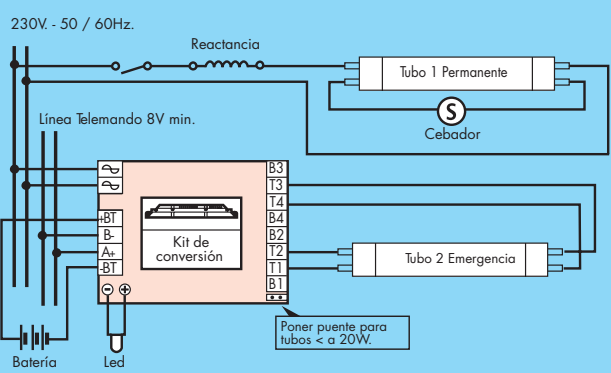 230V. - 50 / 60Hz.
Reactancia
Tubo 1 Permanente
S
Cebador
Línea Telemando 8V min.
+BT
B-
A+
-BT
Kit de
conversión
B3
T3
T4
B4
B2
T2
T1
B1
Tubo 2 Emergencia
Poner puente para
tubos < a 20W.
Batería
Led